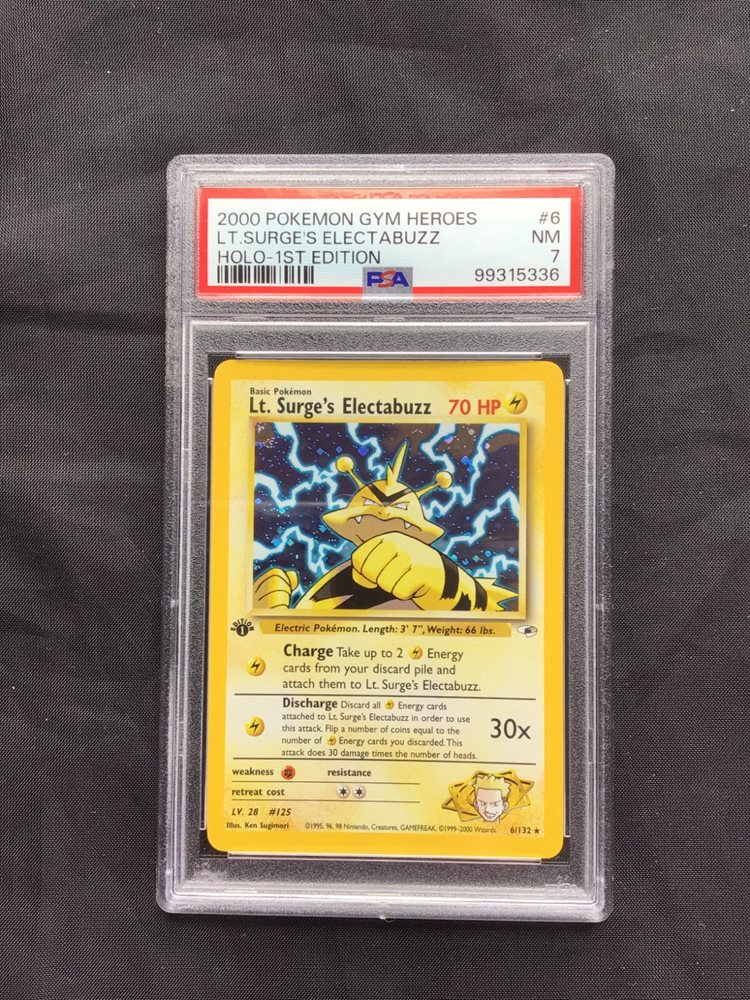 2000 POKEMON GYM HEROES #6
LT.SURGE'S ELECTABUZZ NM
HOLO-1ST EDITION 7
PSA 99315336
Basic Pokémon
Lt. Surge's Electabuzz 70 HP
EDITION 1
Electric Pokémon. Length: 3' 7", Weight: 66 lbs.
Charge Take up to 2 Energy
cards from your discard pile and
attach them to Lt. Surge's Electabuzz.
Discharge Discard all Energy cards
attached to Lt. Surge's Electabuzz in order to use
this attack. Flip a number of coins equal to the
number of Energy cards you discarded. This
attack does 30 damage times the number of heads.
30x
weakness resistance
retreat cost
LV. 28 #125
Illus. Ken Sugimori ©1995, 96, 98 Nintendo, Creatures, GAMEFREAK. ©1999-2000 Wizards. 6/132 ★